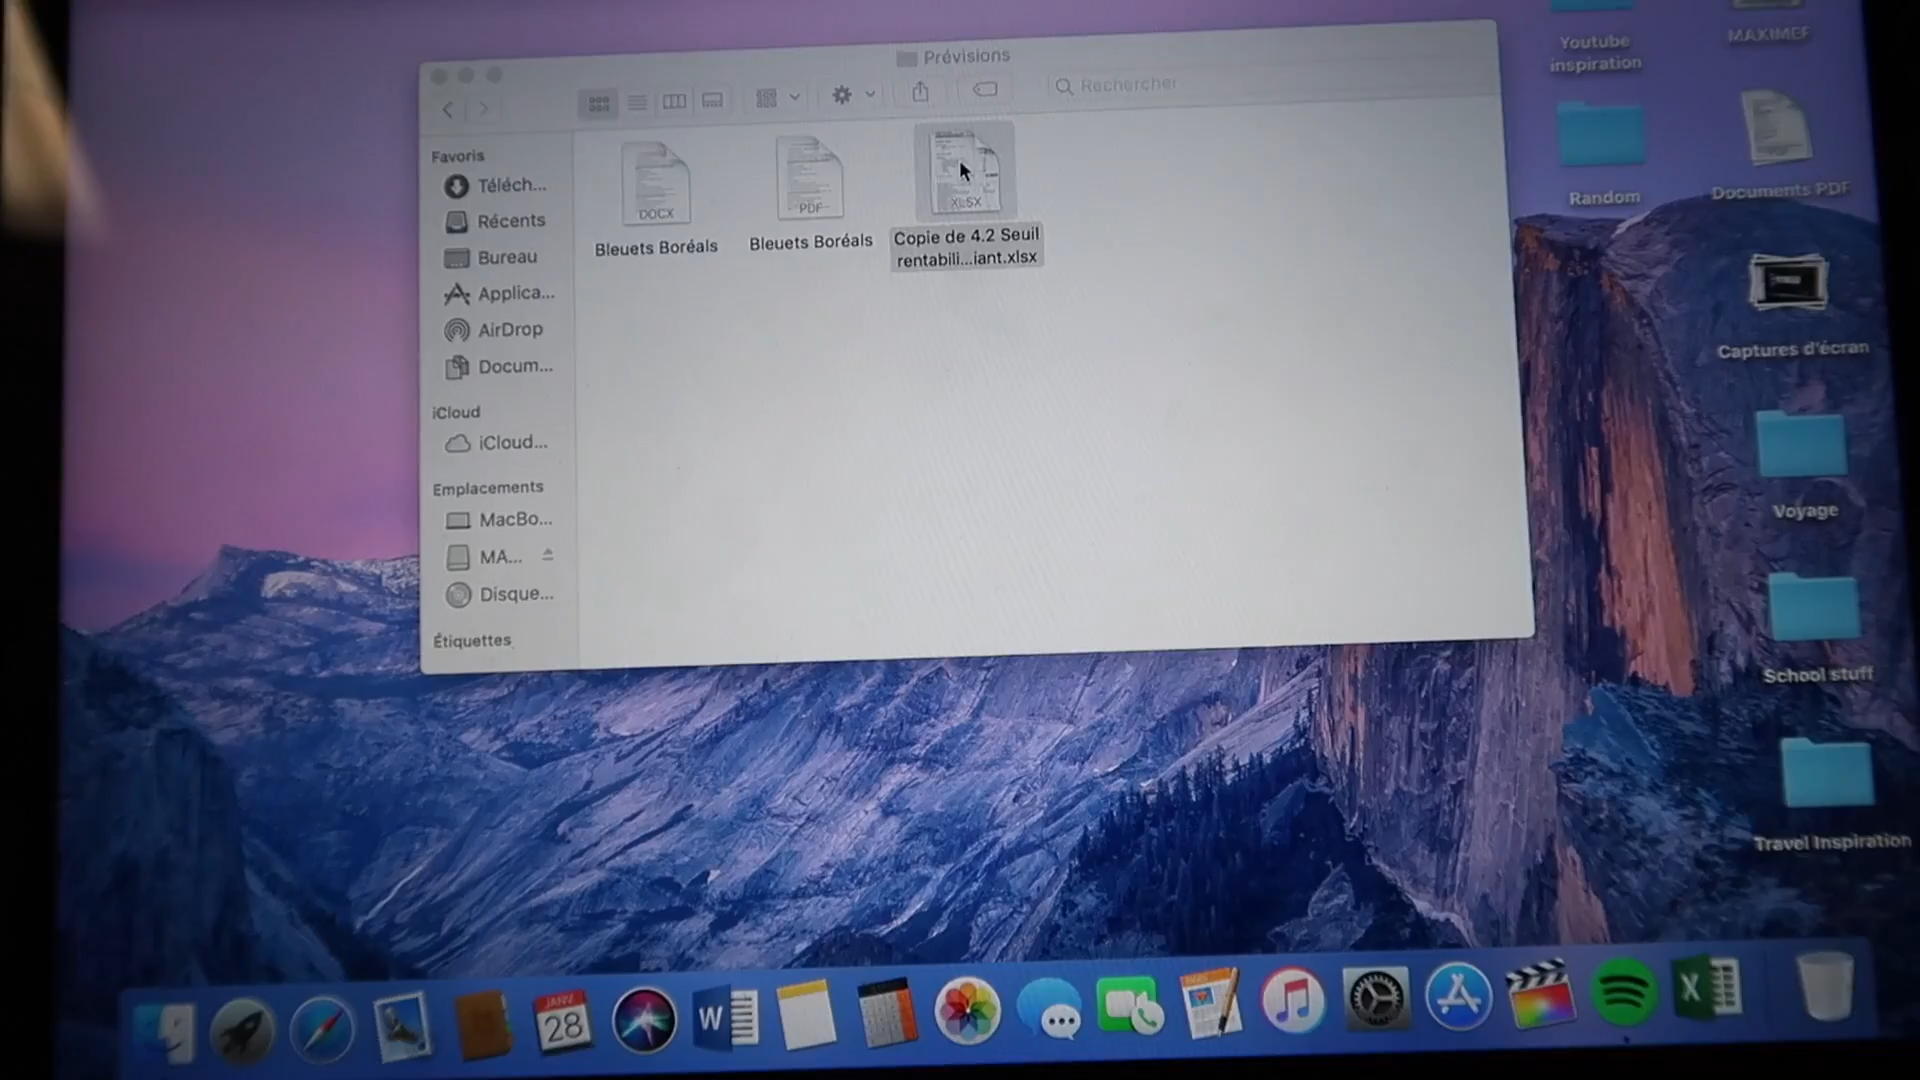 Prévisions
Rechercher
Favoris
Téléch...
Récents
Bureau
Applica...
AirDrop
Docum...
iCloud
iCloud...
Emplacements
MacBo...
MA...
Disque...
Étiquettes
DOCX
Bleuets Boréals
PDF
Bleuets Boréals
XLSX
Copie de 4.2 Seuil
rentabili...iant.xlsx
Youtube
inspiration
MAXIMEF
Random
Documents PDF
Captures d'écran
Voyage
School stuff
Travel Inspiration
JANV
28
W
X